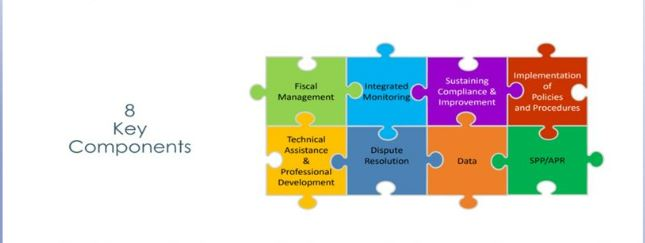 8
Key
Components
Fiscal
Management
Integrated
Monitoring
Sustaining
Compliance &
Improvement
Implementation
of
Policies
and Procedures
Technical
Assistance
&
Professional
Development
Dispute
Resolution
Data
SPP/APR